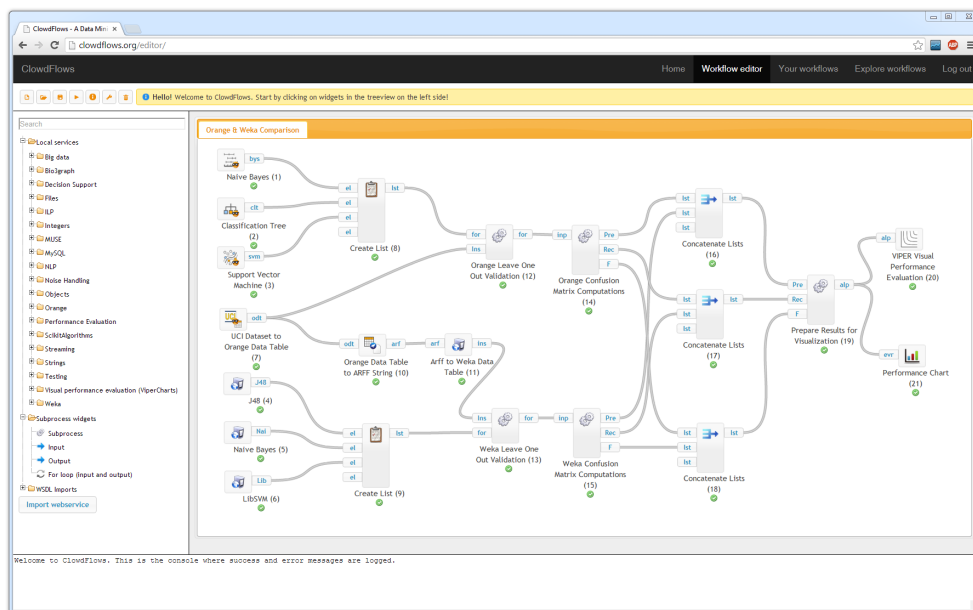 ClowdFlows - A Data Mini
clowdflows.org/editor/
ABP
ClowdFlows
Home
Workflow editor
Your workflows
Explore workflows
Log out
Hello! Welcome to ClowdFlows. Start by clicking on widgets in the treeview on the left side!
Search
Local services
Big data
Bio3graph
Decision Support
Files
ILP
Integers
MUSE
MySQL
NLP
Noise Handling
Objects
Orange
Performance Evaluation
ScikitAlgorithms
Streaming
Strings
Testing
Visual performance evaluation (ViperCharts)
Weka
Subprocess widgets
Subprocess
Input
Output
For loop (input and output)
WSDL Imports
Import webservice
Orange & Weka Comparison
bys
Naive Bayes (1)
clt
Classification Tree
(2)
svm
Support Vector
Machine (3)
UCI
odt
UCI Dataset to
Orange Data Table
(7)
J48
J48 (4)
Nai
Naive Bayes (5)
Lib
LibSVM (6)
el
el
el
el
lst
Create List (8)
odt
arf
Orange Data Table
to ARFF String (10)
arf
Ins
Arff to Weka Data
Table (11)
el
el
el
el
lst
Create List (9)
for
Ins
for
Orange Leave One
Out Validation (12)
Ins
for
for
Weka Leave One
Out Validation (13)
inp
Pre
Rec
F
Orange Confusion
Matrix Computations
(14)
inp
Pre
Rec
F
Weka Confusion
Matrix Computations
(15)
lst
lst
lst
lst
Concatenate Lists
(16)
lst
lst
lst
lst
Concatenate Lists
(17)
lst
lst
lst
lst
Concatenate Lists
(18)
Pre
Rec
F
alp
Prepare Results for
Visualization (19)
alp
VIPER Visual
Performance
Evaluation (20)
evr
Performance Chart
(21)
Welcome to ClowdFlows. This is the console where success and error messages are logged.